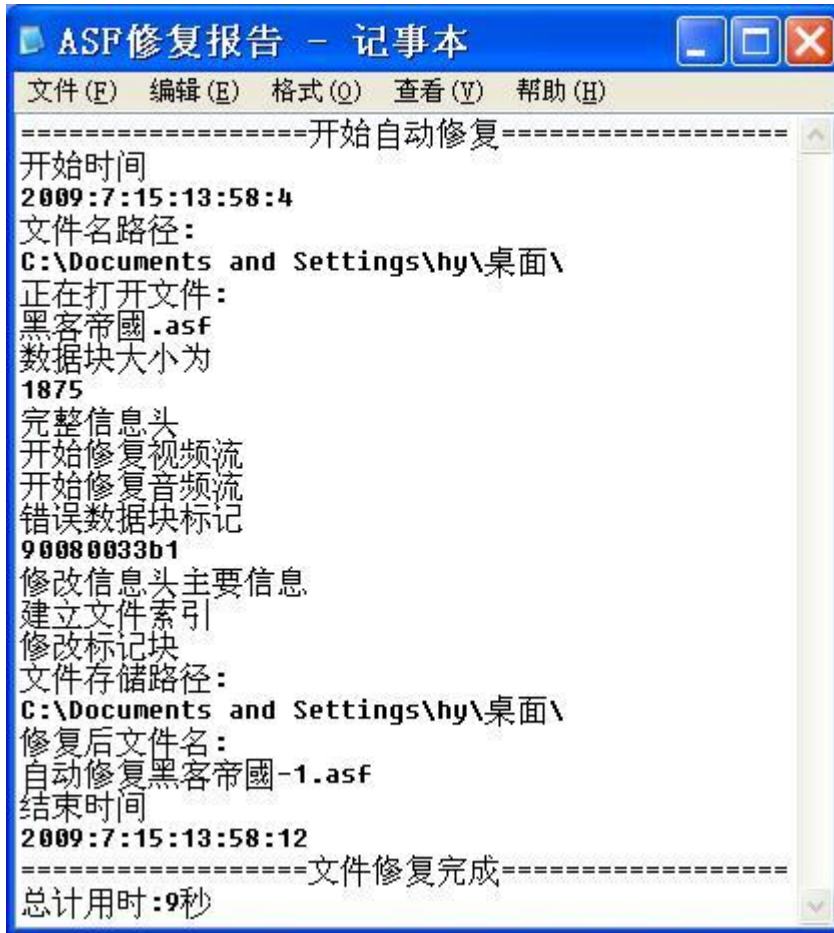 ASF修复报告 - 记事本
文件(F) 编辑(E) 格式(O) 查看(V) 帮助(H)
==================开始自动修复==================
开始时间
2009:7:15:13:58:4
文件名路径:
C:\Documents and Settings\hy\桌面\
正在打开文件:
黑客帝國.asf
数据块大小为
1875
完整信息头
开始修复视频流
开始修复音频流
错误数据块标记
90080033b1
修改信息头主要信息
建立文件索引
修改标记块
文件存储路径:
C:\Documents and Settings\hy\桌面\
修复后文件名:
自动修复黑客帝國-1.asf
结束时间
2009:7:15:13:58:12
==================文件修复完成==================
总计用时:9秒